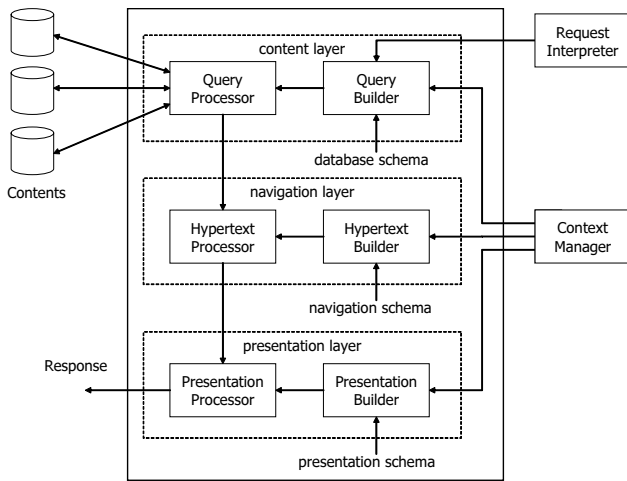 content layer
Request
Interpreter
Query
Processor
Query
Builder
database schema
Contents
navigation layer
Hypertext
Processor
Hypertext
Builder
Context
Manager
navigation schema
presentation layer
Response
Presentation
Processor
Presentation
Builder
presentation schema